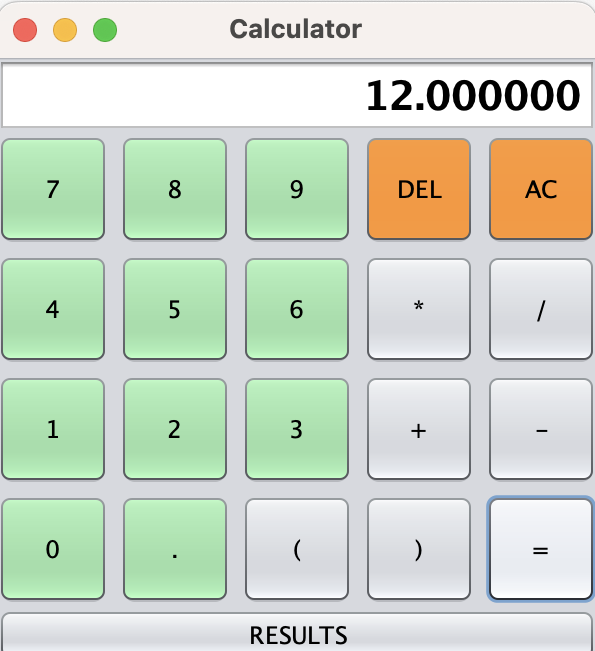 Calculator
12.000000
7 8 9 DEL AC
4 5 6 * /
1 2 3 + -
0 . ( ) =
RESULTS